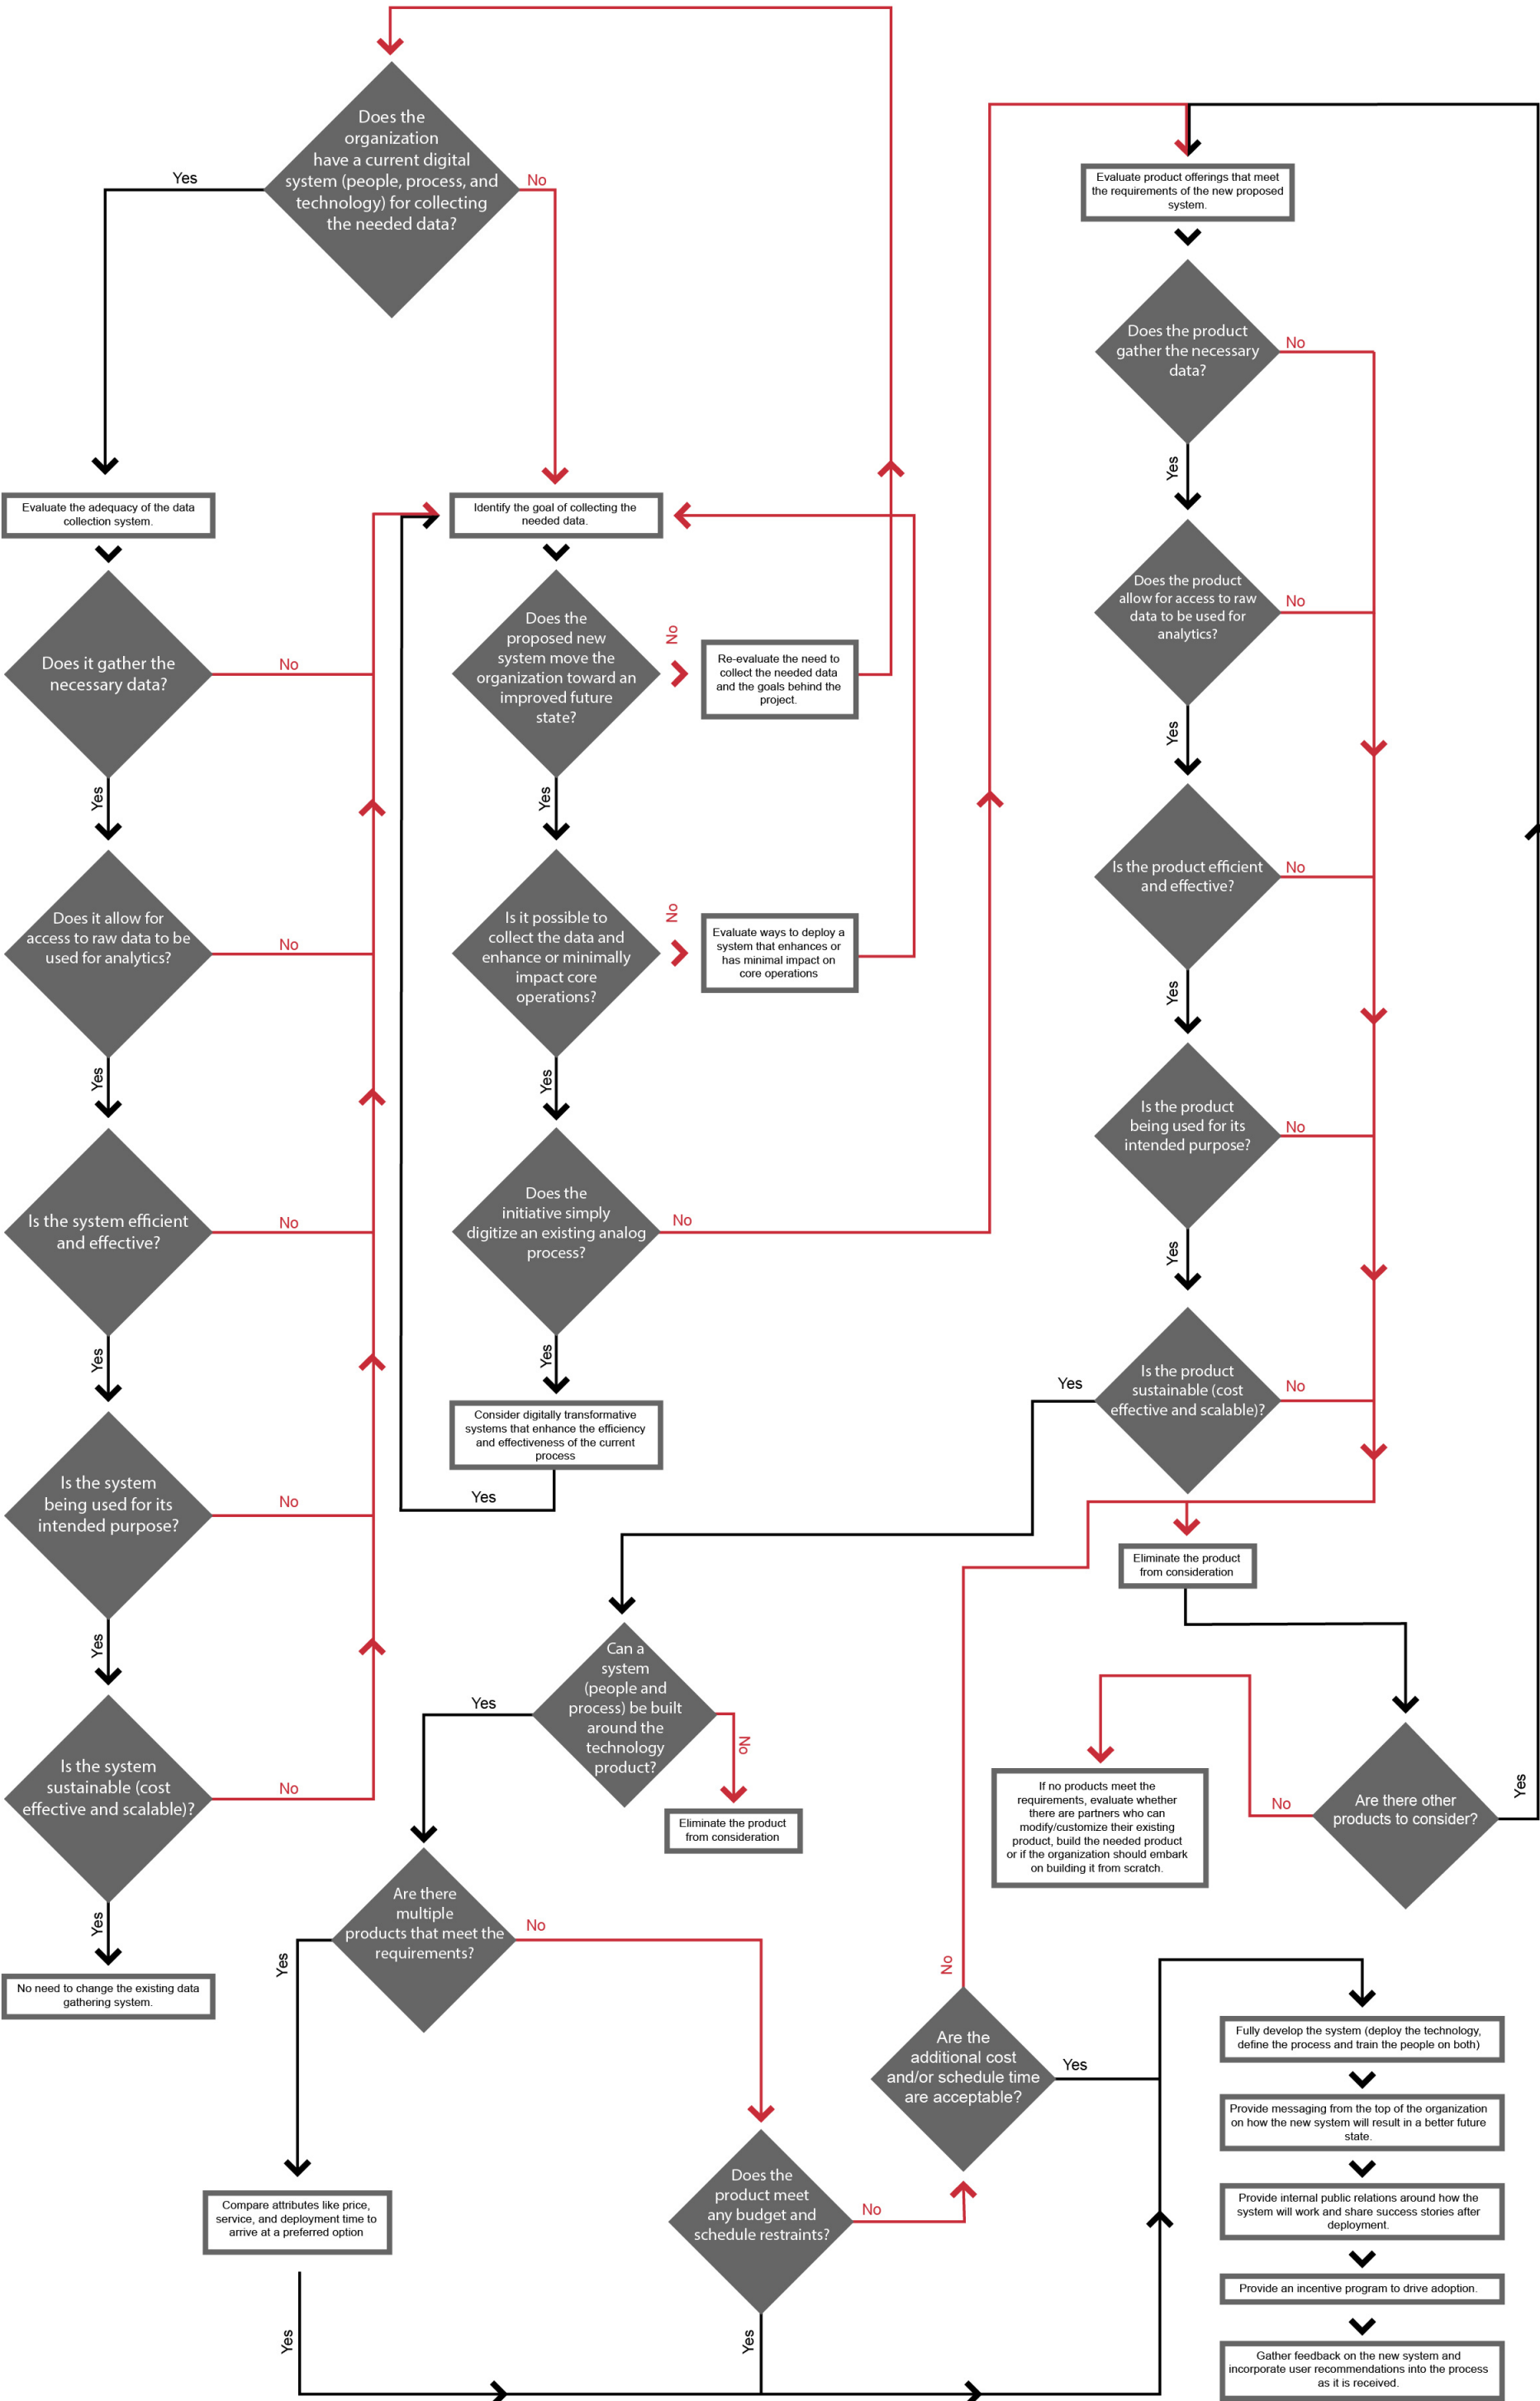 Does the
organization
have a current digital
system (people, process, and
technology) for collecting
the needed data?
Yes
No
Evaluate the adequacy of the data
collection system.
Does it gather the
necessary data?
No
Yes
Does it allow for
access to raw data to be
used for analytics?
No
Yes
Is the system efficient
and effective?
No
Yes
Is the system
being used for its
intended purpose?
No
Yes
Is the system
sustainable (cost
effective and scalable)?
No
Yes
No need to change the existing data
gathering system.
Identify the goal of collecting the
needed data.
Does the
proposed new
system move the
organization toward an
improved future
state?
No
Re-evaluate the need to
collect the needed data
and the goals behind the
project.
Yes
Is it possible to
collect the data and
enhance or minimally
impact core
operations?
No
Evaluate ways to deploy a
system that enhances or
has minimal impact on
core operations
Yes
Does the
initiative simply
digitize an existing analog
process?
No
Yes
Consider digitally transformative
systems that enhance the efficiency
and effectiveness of the current
process
Yes
Evaluate product offerings that meet
the requirements of the new proposed
system.
Does the product
gather the necessary
data?
No
Yes
Does the product
allow for access to raw
data to be used for
analytics?
No
Yes
Is the product efficient
and effective?
No
Yes
Is the product
being used for its
intended purpose?
No
Yes
Is the product
sustainable (cost
effective and scalable)?
Yes
No
Eliminate the product
from consideration
Are there other
products to consider?
No
Yes
If no products meet the
requirements, evaluate whether
there are partners who can
modify/customize their existing
product, build the needed product
or if the organization should embark
on building it from scratch.
Can a
system
(people and
process) be built
around the
technology
product?
Yes
No
Eliminate the product
from consideration
Are there
multiple
products that meet the
requirements?
Yes
No
Compare attributes like price,
service, and deployment time to
arrive at a preferred option
Yes
Does the
product meet
any budget and
schedule restraints?
No
Yes
Are the
additional cost
and/or schedule time
are acceptable?
No
Yes
Fully develop the system (deploy the technology,
define the process and train the people on both)
Provide messaging from the top of the organization
on how the new system will result in a better future
state.
Provide internal public relations around how the
system will work and share success stories after
deployment.
Provide an incentive program to drive adoption.
Gather feedback on the new system and
incorporate user recommendations into the process
as it is received.